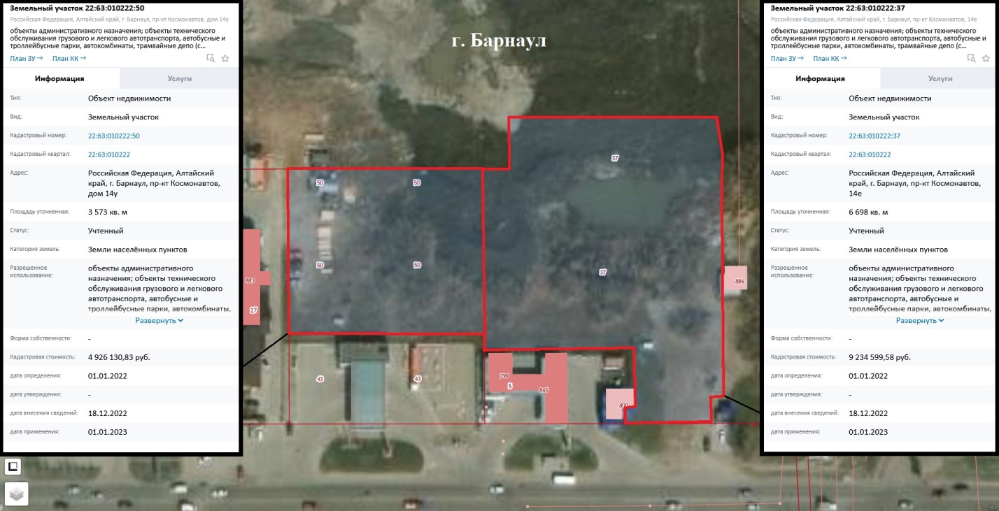 Земельный участок 22:63:010222:50
Российская Федерация, Алтайский край, г. Барнаул, пр-кт Космонавтов, дом 14у
объекты административного назначения; объекты технического
обслуживания грузового и легкового автотранспорта, автобусные и
троллейбусные парки, автокомбинаты, трамвайные депо (с...
План ЗУ → План КК →
Информация Услуги
Тип: Объект недвижимости
Вид: Земельный участок
Кадастровый номер: 22:63:010222:50
Кадастровый квартал: 22:63:010222
Адрес: Российская Федерация, Алтайский
край, г. Барнаул, пр-кт Космонавтов,
дом 14у
Площадь уточненная: 3 573 кв. м
Статус: Учтенный
Категория земель: Земли населённых пунктов
Разрешенное
использование:
объекты административного
назначения; объекты технического
обслуживания грузового и легкового
автотранспорта, автобусные и
троллейбусные парки, автокомбинаты,
Развернуть
Форма собственности: -
Кадастровая стоимость: 4 926 130,83 руб.
дата определения: 01.01.2022
дата утверждения: -
дата внесения сведений: 18.12.2022
дата применения: 01.01.2023
г. Барнаул
37
50 50
50 50
37
883
27
886
43 43
799
5
865
800
Земельный участок 22:63:010222:37
Российская Федерация, Алтайский край, г. Барнаул, пр-кт Космонавтов, 14е
объекты административного назначения; объекты технического
обслуживания грузового и легкового автотранспорта, автобусные и
троллейбусные парки, автокомбинаты, трамвайные депо (с...
План ЗУ → План КК →
Информация Услуги
Тип: Объект недвижимости
Вид: Земельный участок
Кадастровый номер: 22:63:010222:37
Кадастровый квартал: 22:63:010222
Адрес: Российская Федерация, Алтайский
край, г. Барнаул, пр-кт Космонавтов,
14е
Площадь уточненная: 6 698 кв. м
Статус: Учтенный
Категория земель: Земли населённых пунктов
Разрешенное
использование:
объекты административного
назначения; объекты технического
обслуживания грузового и легкового
автотранспорта, автобусные и
троллейбусные парки, автокомбинаты,
Развернуть
Форма собственности: -
Кадастровая стоимость: 9 234 599,58 руб.
дата определения: 01.01.2022
дата утверждения: -
дата внесения сведений: 18.12.2022
дата применения: 01.01.2023